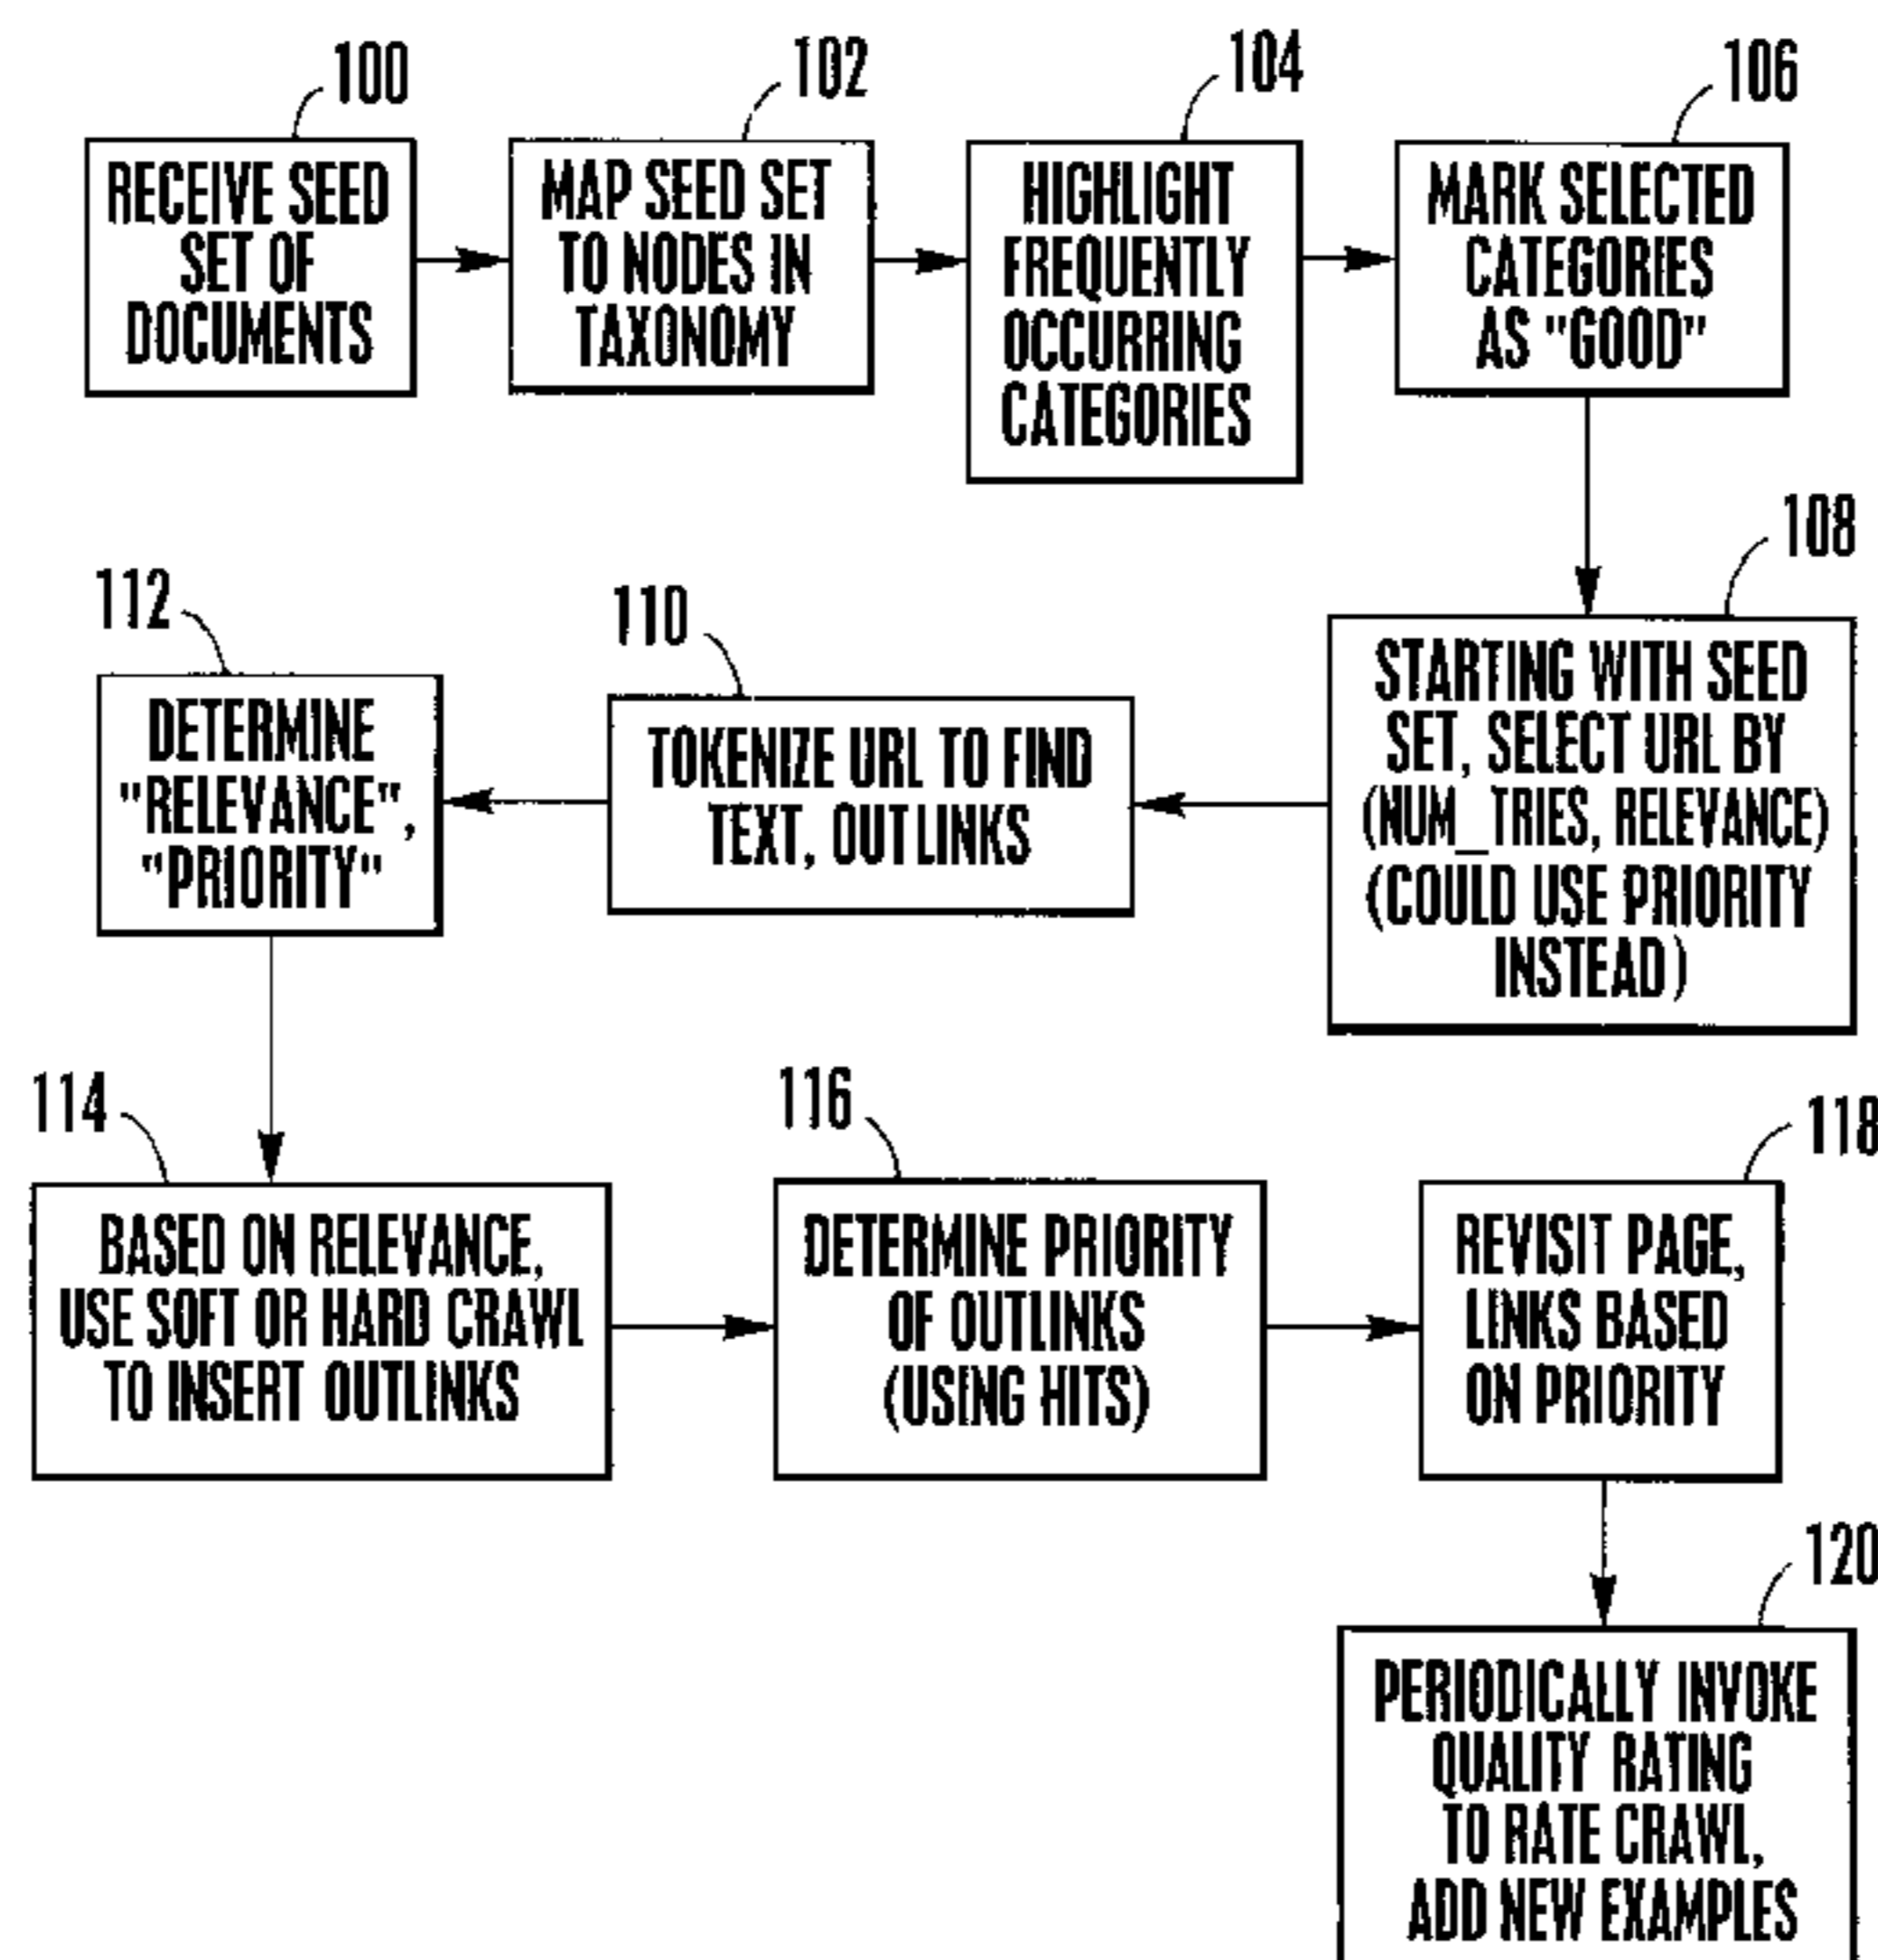 100
RECEIVE SEED
SET OF
DOCUMENTS
102
MAP SEED SET
TO NODES IN
TAXONOMY
104
HIGHLIGHT
FREQUENTLY
OCCURRING
CATEGORIES
106
MARK SELECTED
CATEGORIES
AS "GOOD"
108
STARTING WITH SEED
SET, SELECT URL BY
(NUM_TRIES, RELEVANCE)
(COULD USE PRIORITY
INSTEAD)
110
TOKENIZE URL TO FIND
TEXT, OUTLINKS
112
DETERMINE
"RELEVANCE",
"PRIORITY"
114
BASED ON RELEVANCE,
USE SOFT OR HARD CRAWL
TO INSERT OUTLINKS
116
DETERMINE PRIORITY
OF OUTLINKS
(USING HITS)
118
REVISIT PAGE,
LINKS BASED
ON PRIORITY
120
PERIODICALLY INVOKE
QUALITY RATING
TO RATE CRAWL,
ADD NEW EXAMPLES